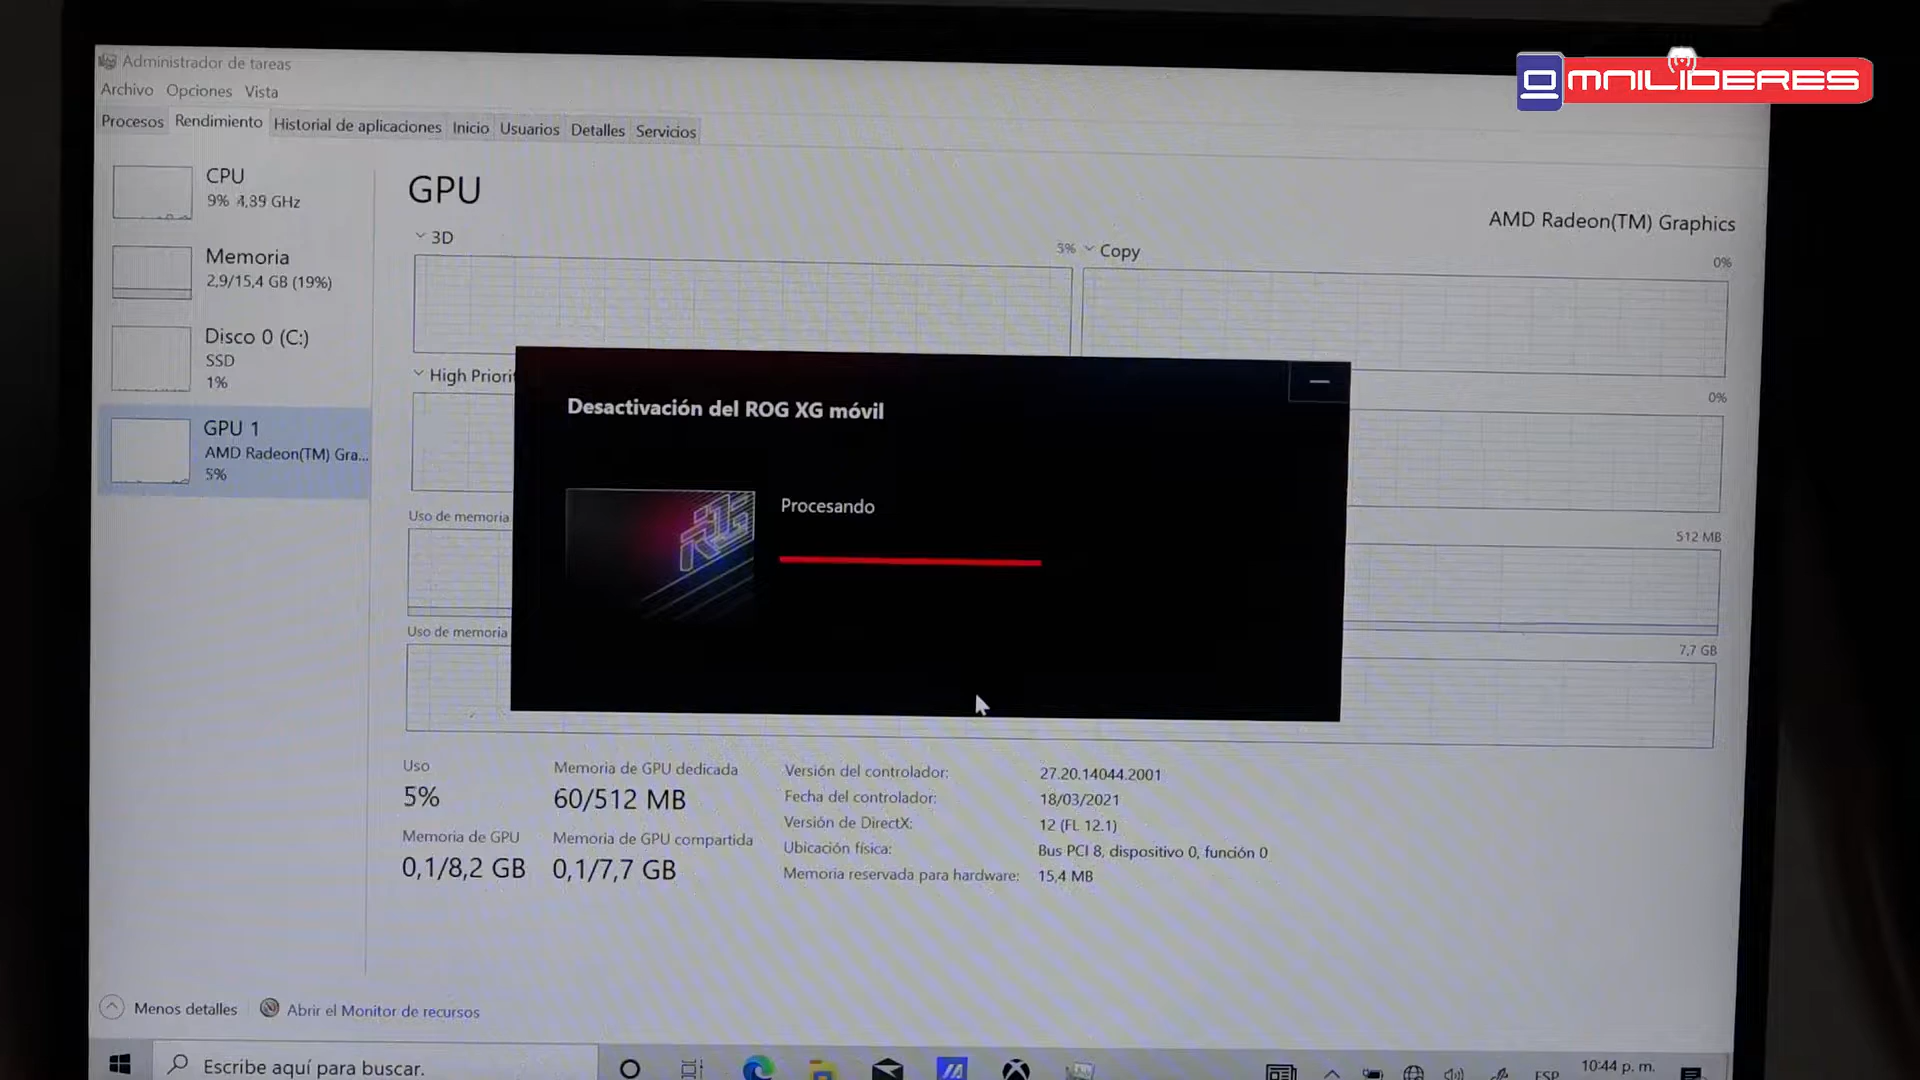 OMNILIDERES
Administrador de tareas
Archivo Opciones Vista
Procesos Rendimiento Historial de aplicaciones Inicio Usuarios Detalles Servicios
CPU
9% 4,39 GHz
Memoria
2,9/15,4 GB (19%)
Disco 0 (C:)
SSD
1%
GPU 1
AMD Radeon(TM) Gra...
5%
GPU
AMD Radeon(TM) Graphics
3D
5%
Copy
0%
High Priorit
0%
Uso de memoria
512 MB
Uso de memoria
7,7 GB
Desactivación del ROG XG móvil
Procesando
Uso
5%
Memoria de GPU dedicada
60/512 MB
Memoria de GPU
0,1/8,2 GB
Memoria de GPU compartida
0,1/7,7 GB
Versión del controlador: 27.20.14044.2001
Fecha del controlador: 18/03/2021
Versión de DirectX: 12 (FL 12.1)
Ubicación física: Bus PCI 8, dispositivo 0, función 0
Memoria reservada para hardware: 15,4 MB
Menos detalles
Abrir el Monitor de recursos
Escribe aquí para buscar.
ESP
10:44 p. m.